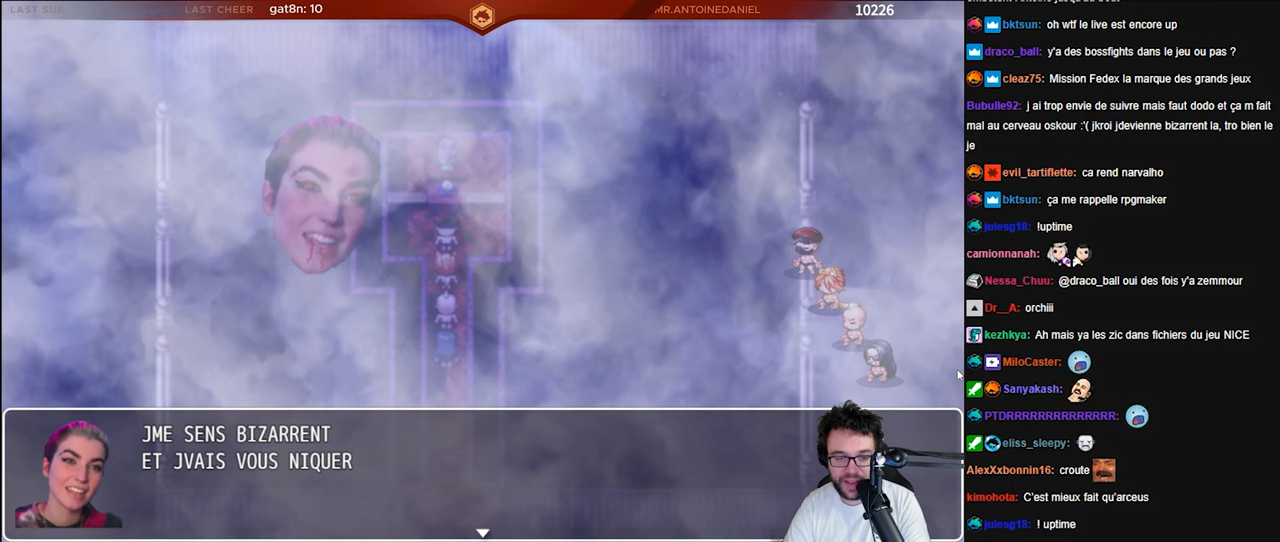 LAST SUB LAST CHEER gat8n: 10 MR.ANTOINEDANIEL 10226
JME SENS BIZARRENT
ET JVAIS VOUS NIQUER
bktsun: oh wtf le live est encore up
draco_ball: y'a des bossfights dans le jeu ou pas ?
cleaz75: Mission Fedex la marque des grands jeux
Bubulle92: j ai trop envie de suivre mais faut dodo et ça m fait
mal au cerveau oskour :'( jkroi jdevienne bizarrent la, tro bien le
je
evil_tartiflette: ca rend narvalho
bktsun: ça me rappelle rpgmaker
julesg18: !uptime
camionnanah:
Nessa_Chuu: @draco_ball oui des fois y'a zemmour
Dr__A: orchiii
kezhkya: Ah mais ya les zic dans fichiers du jeu NICE
MiloCaster:
Sanyakash:
PTDRRRRRRRRRRRRRR:
eliss_sleepy:
AlexXxbonnin16: croute
kimohota: C'est mieux fait qu'arceus
julesg18: ! uptime